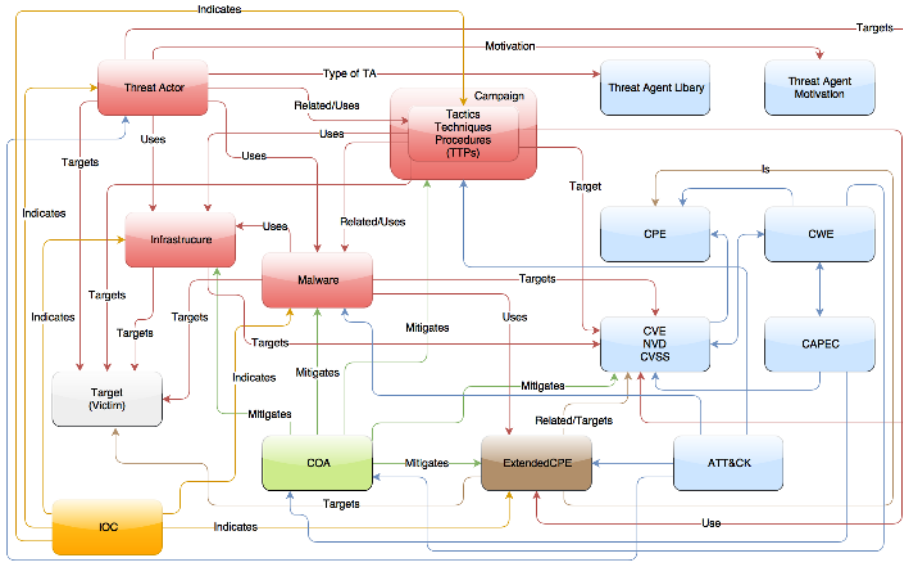 Indicates
Targets
Motivation
Threat Actor
Type of TA
Threat Agent Libary
Threat Agent
Motivation
Related/Uses
Campaign
Tactics
Techniques
Procedures
(TTPs)
Uses
Uses
Uses
Targets
Target
Is
Indicates
Related/Uses
Infrastrucure
Uses
CPE
CWE
Malware
Targets
Targets
Indicates
Targets
Targets
Uses
Mitigates
Targets
CVE
NVD
CVSS
CAPEC
Mitigates
Indicates
Target
(Victim)
Mitigates
Mitigates
Related/Targets
COA
Mitigates
ExtendedCPE
ATT&CK
Targets
IOC
Indicates
Use